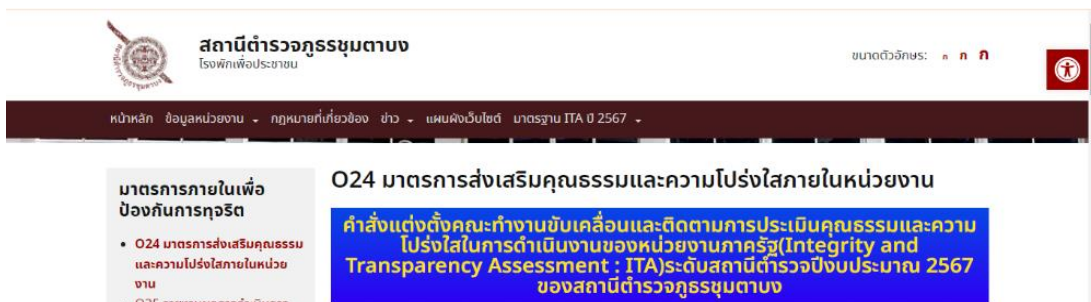 สถานีตำรวจภูธรชุมตาบง
โรงพักเพื่อประชาชน
ขนาดตัวอักษร: ก ก ก
หน้าหลัก ข้อมูลหน่วยงาน กฎหมายที่เกี่ยวข้อง ข่าว แผนผังเว็บไซต์ มาตรฐาน ITA ปี 2567
มาตรการภายในเพื่อ
ป้องกันการทุจริต
O24 มาตรการส่งเสริมคุณธรรม
และความโปร่งใสภายในหน่วย
งาน
O24 มาตรการส่งเสริมคุณธรรมและความโปร่งใสภายในหน่วยงาน
คำสั่งแต่งตั้งคณะทำงานขับเคลื่อนและติดตามการประเมินคุณธรรมและความ
โปร่งใสในการดำเนินงานของหน่วยงานภาครัฐ(Integrity and
Transparency Assessment : ITA)ระดับสถานีตำรวจปีงบประมาณ 2567
ของสถานีตำรวจภูธรชุมตาบง